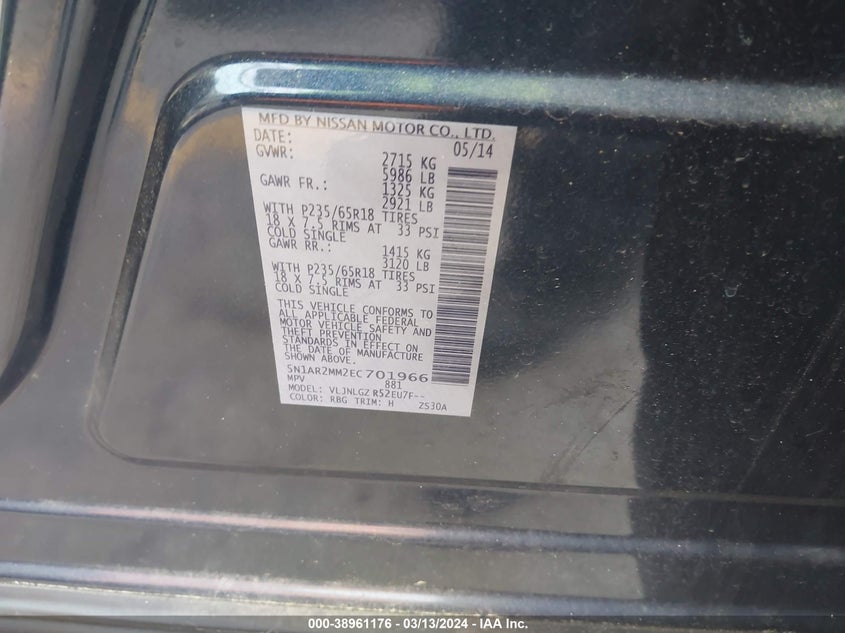 MFD BY NISSAN MOTOR CO., LTD.
DATE: 05/14
GVWR: 2715 KG
5986 LB
GAWR FR.: 1325 KG
2921 LB
WITH P235/65R18 TIRES
18 X 7.5 RIMS AT 33 PSI
COLD SINGLE
GAWR RR.: 1415 KG
3120 LB
WITH P235/65R18 TIRES
18 X 7.5 RIMS AT 33 PSI
COLD SINGLE
THIS VEHICLE CONFORMS TO
ALL APPLICABLE FEDERAL
MOTOR VEHICLE SAFETY AND
THEFT PREVENTION
STANDARDS IN EFFECT ON
THE DATE OF MANUFACTURE
SHOWN ABOVE.
5N1AR2MM2EC701966
MPV 881
MODEL: VLJNLGZ R52EU7F--
COLOR: RBG TRIM: H ZS30A
000-38961176 - 03/13/2024 - IAA Inc.